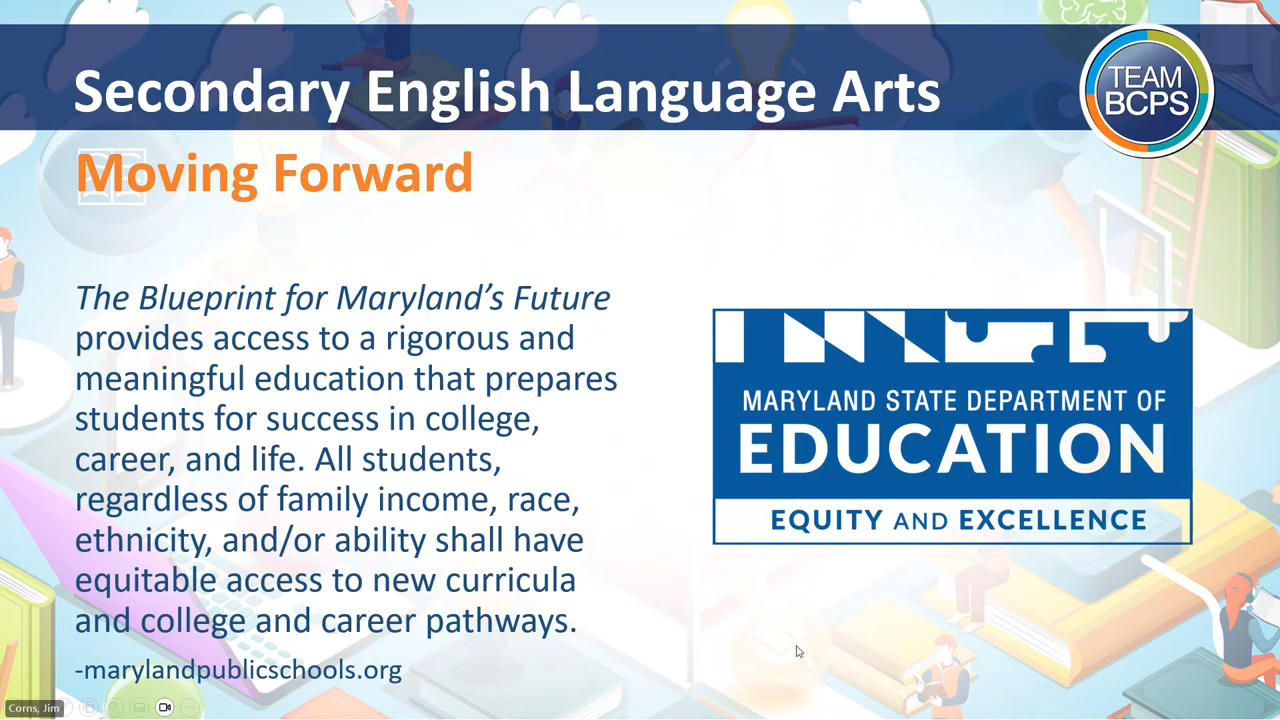 Secondary English Language Arts
TEAM
BCPS
Moving Forward
The Blueprint for Maryland’s Future
provides access to a rigorous and
meaningful education that prepares
students for success in college,
career, and life. All students,
regardless of family income, race,
ethnicity, and/or ability shall have
equitable access to new curricula
and college and career pathways.
-marylandpublicschools.org
MARYLAND STATE DEPARTMENT OF
EDUCATION
EQUITY AND EXCELLENCE
Corns, Jim